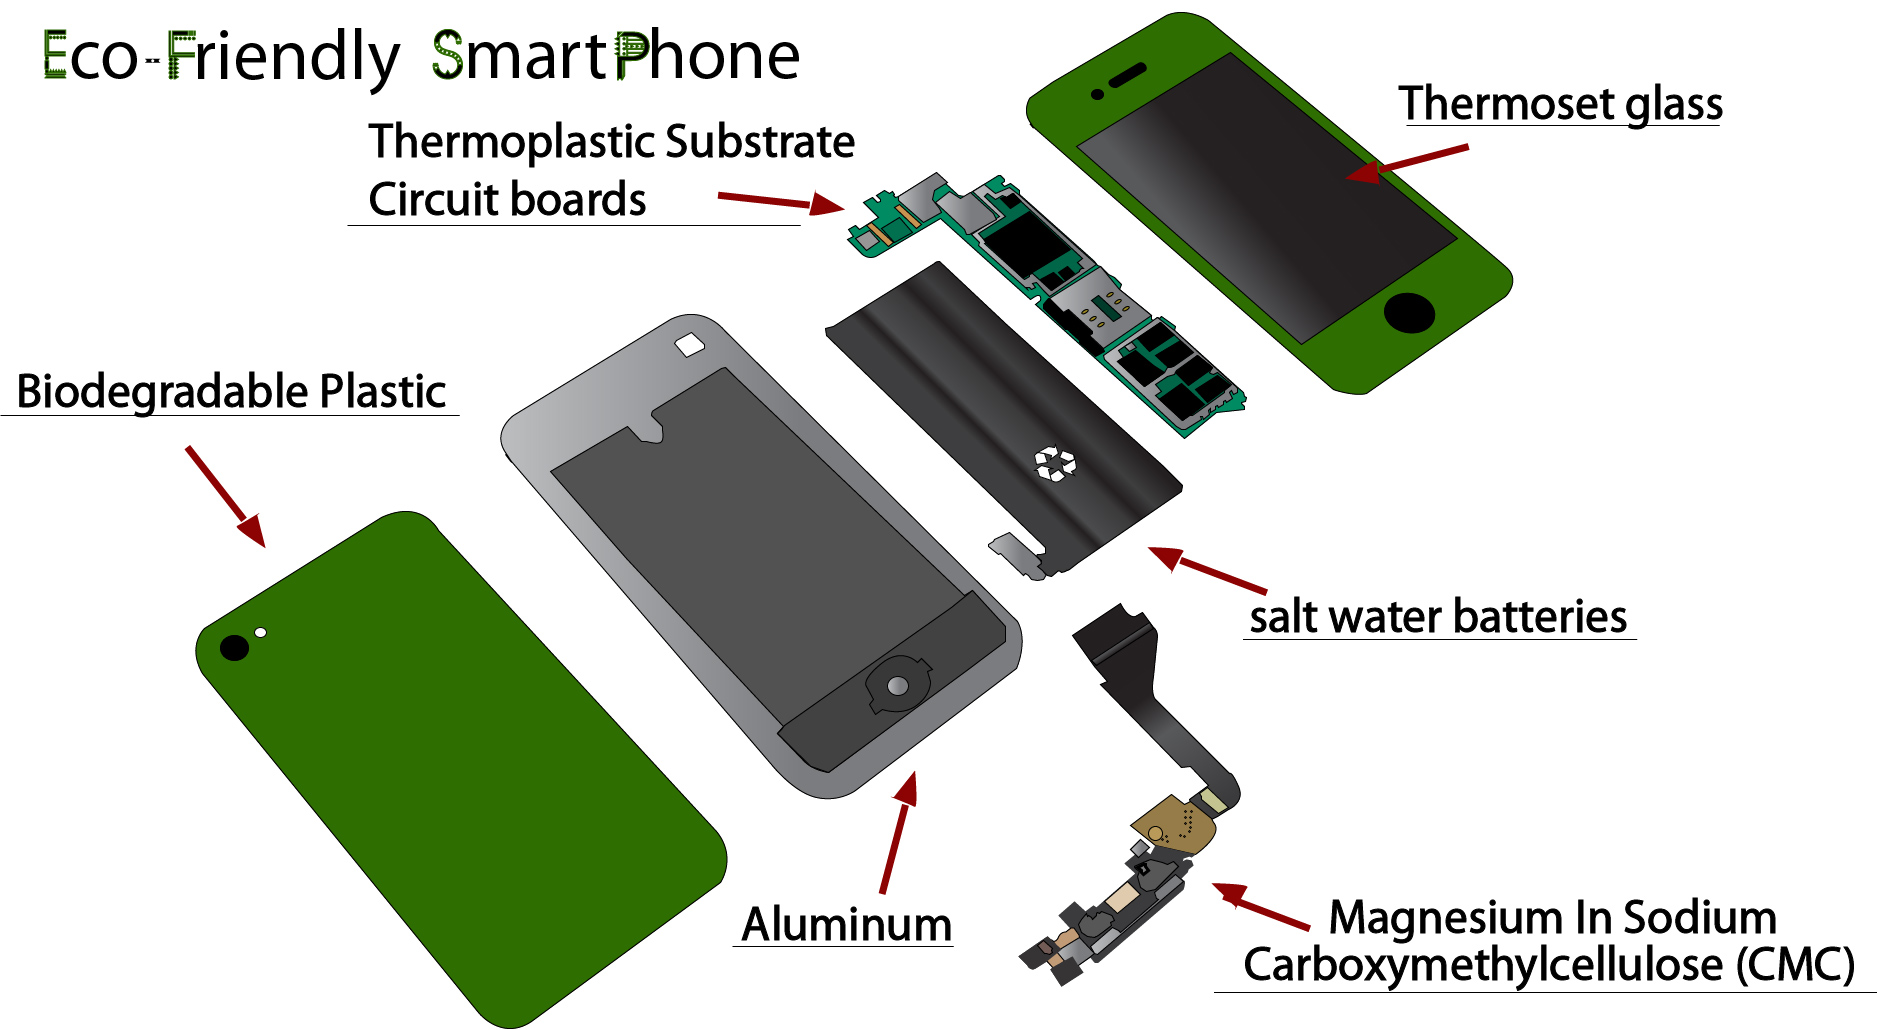 Eco-Friendly SmartPhone
Thermoplastic Substrate
Circuit boards
Thermoset glass
Biodegradable Plastic
salt water batteries
Aluminum
Magnesium In Sodium
Carboxymethylcellulose (CMC)